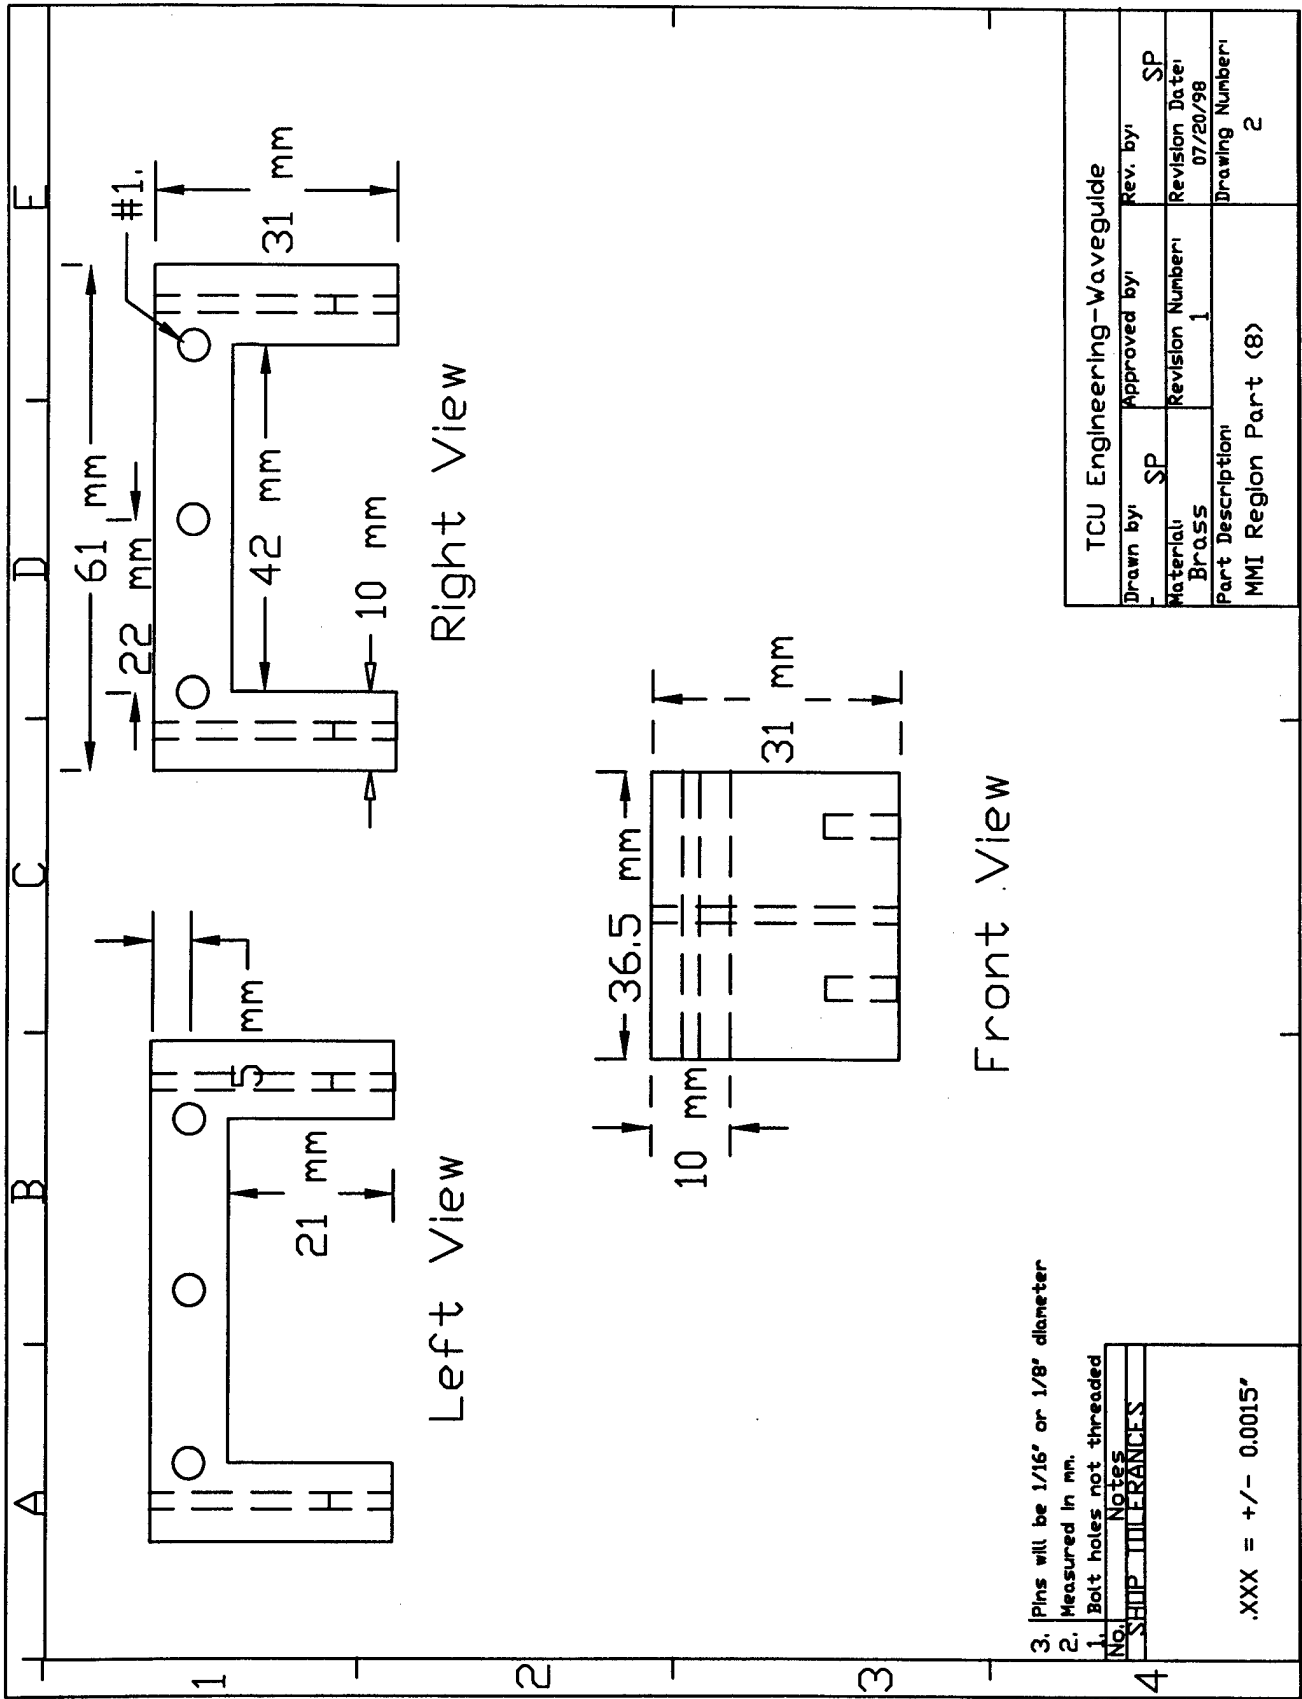 A B C D E
1
2
3
4
61 mm
22 mm
#1.
31 mm
42 mm
10 mm
Right View
5 mm
21 mm
Left View
36.5 mm
31 mm
10 mm
Front View
3. Pins will be 1/16" or 1/8" diameter
2. Measured in mm.
1. Bolt holes not threaded
No. Notes
SHOP TOLERANCES
.XXX = +/- 0.0015"
TCU Engineering-Waveguide
Drawn by: SP
Approved by:
Rev. by: SP
Material: Brass
Revision Number: 1
Revision Date: 07/20/98
Part Description:
MMI Region Part (8)
Drawing Number:
2